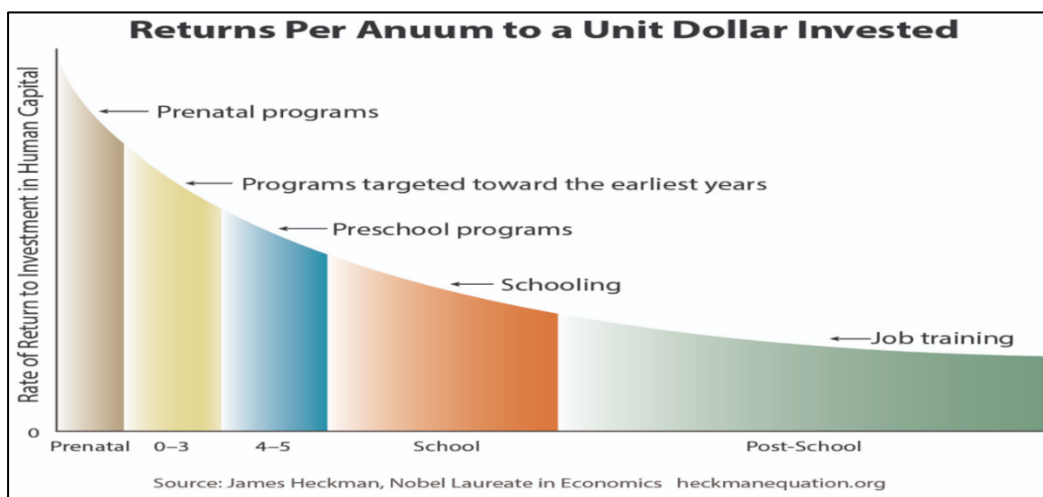 Returns Per Anuum to a Unit Dollar Invested
Rate of Return to Investment in Human Capital
Prenatal programs
Programs targeted toward the earliest years
Preschool programs
Schooling
Job training
0
Prenatal
0–3
4–5
School
Post-School
Source: James Heckman, Nobel Laureate in Economics heckmanequation.org